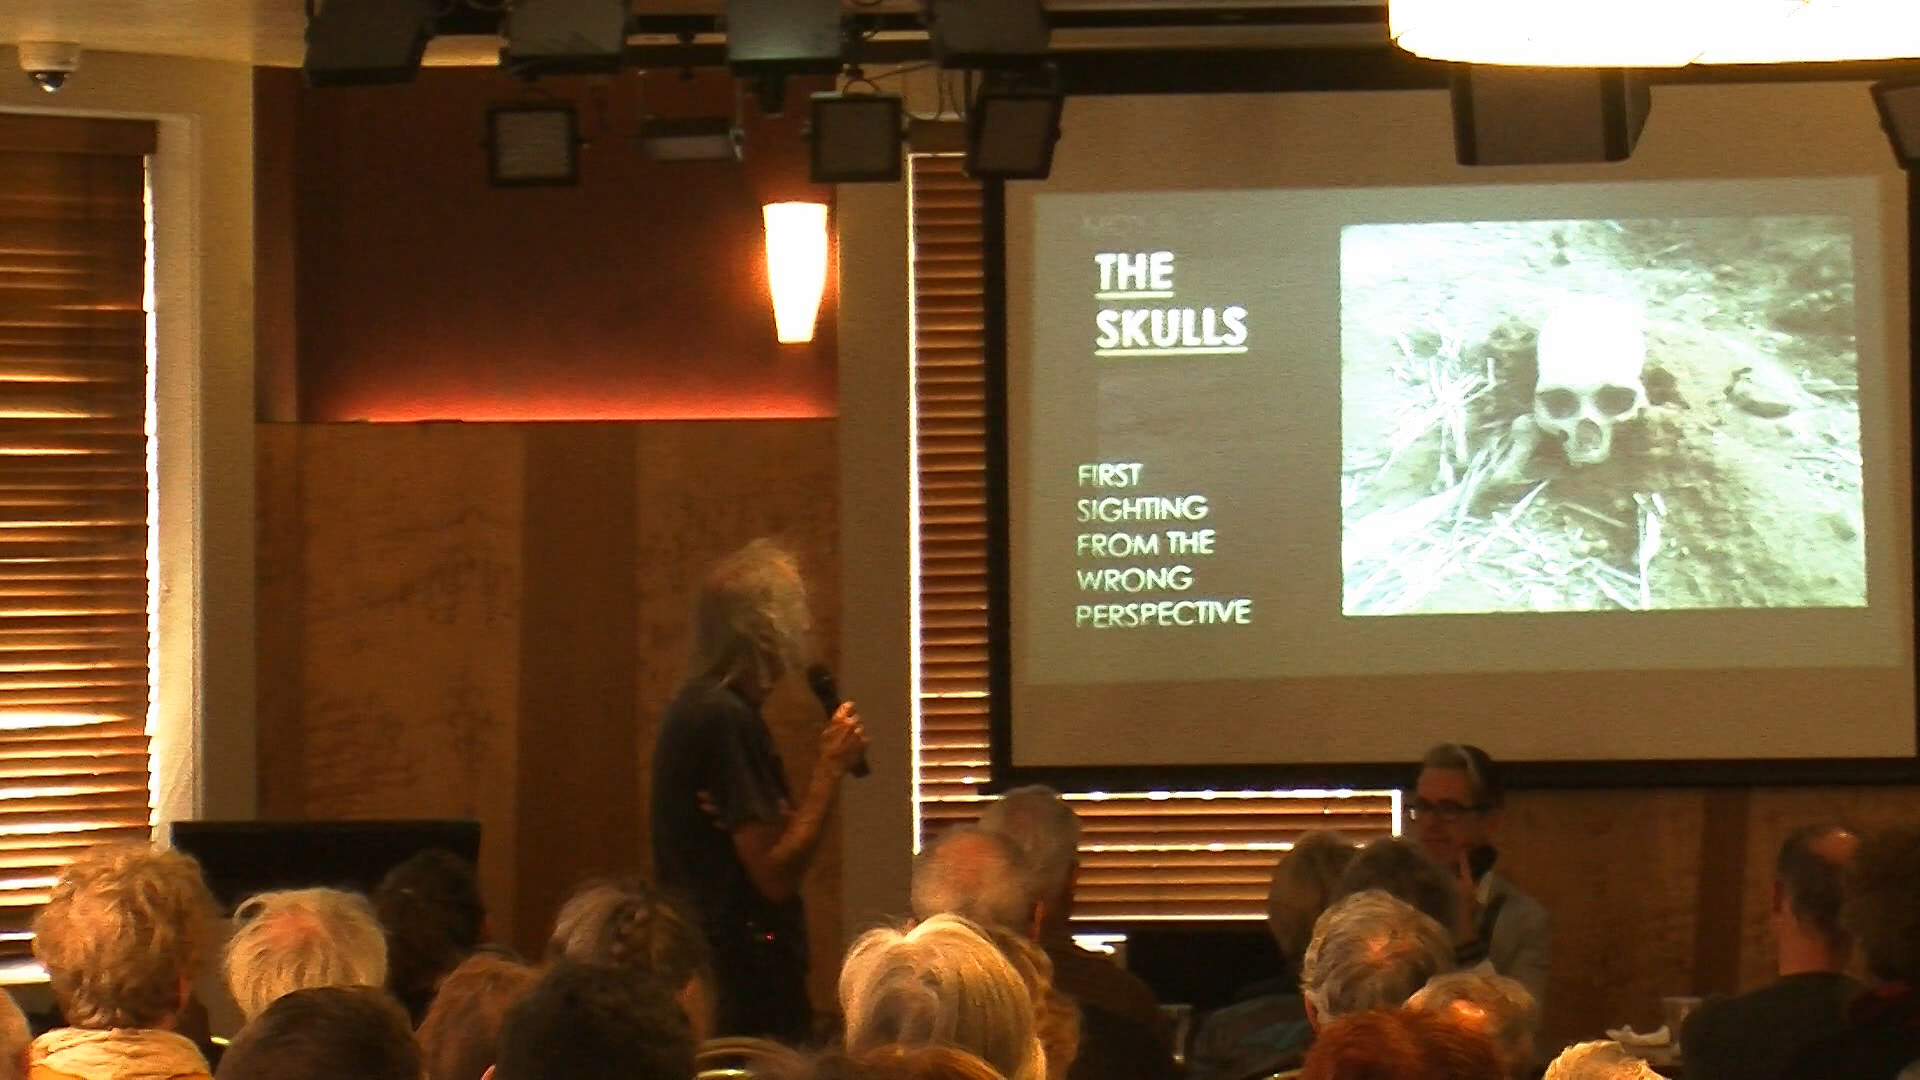 THE
SKULLS
FIRST
SIGHTING
FROM THE
WRONG
PERSPECTIVE